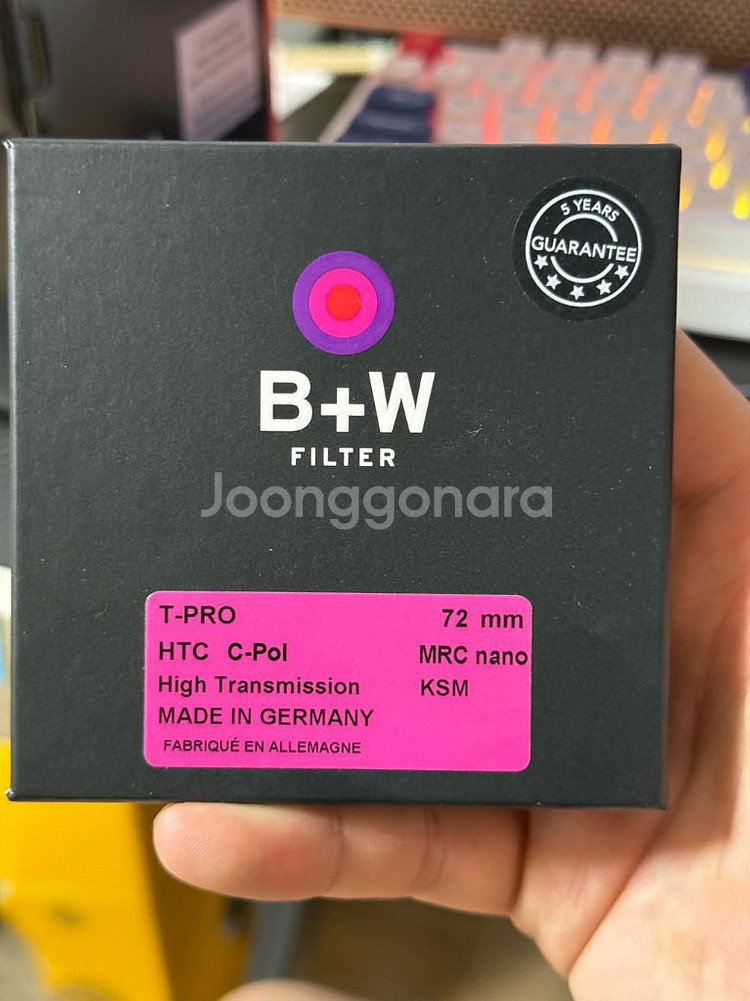 5 YEARS
GUARANTEE
B+W
FILTER
Joonggonara
T-PRO 72 mm
HTC C-Pol MRC nano
High Transmission KSM
MADE IN GERMANY
FABRIQUÉ EN ALLEMAGNE